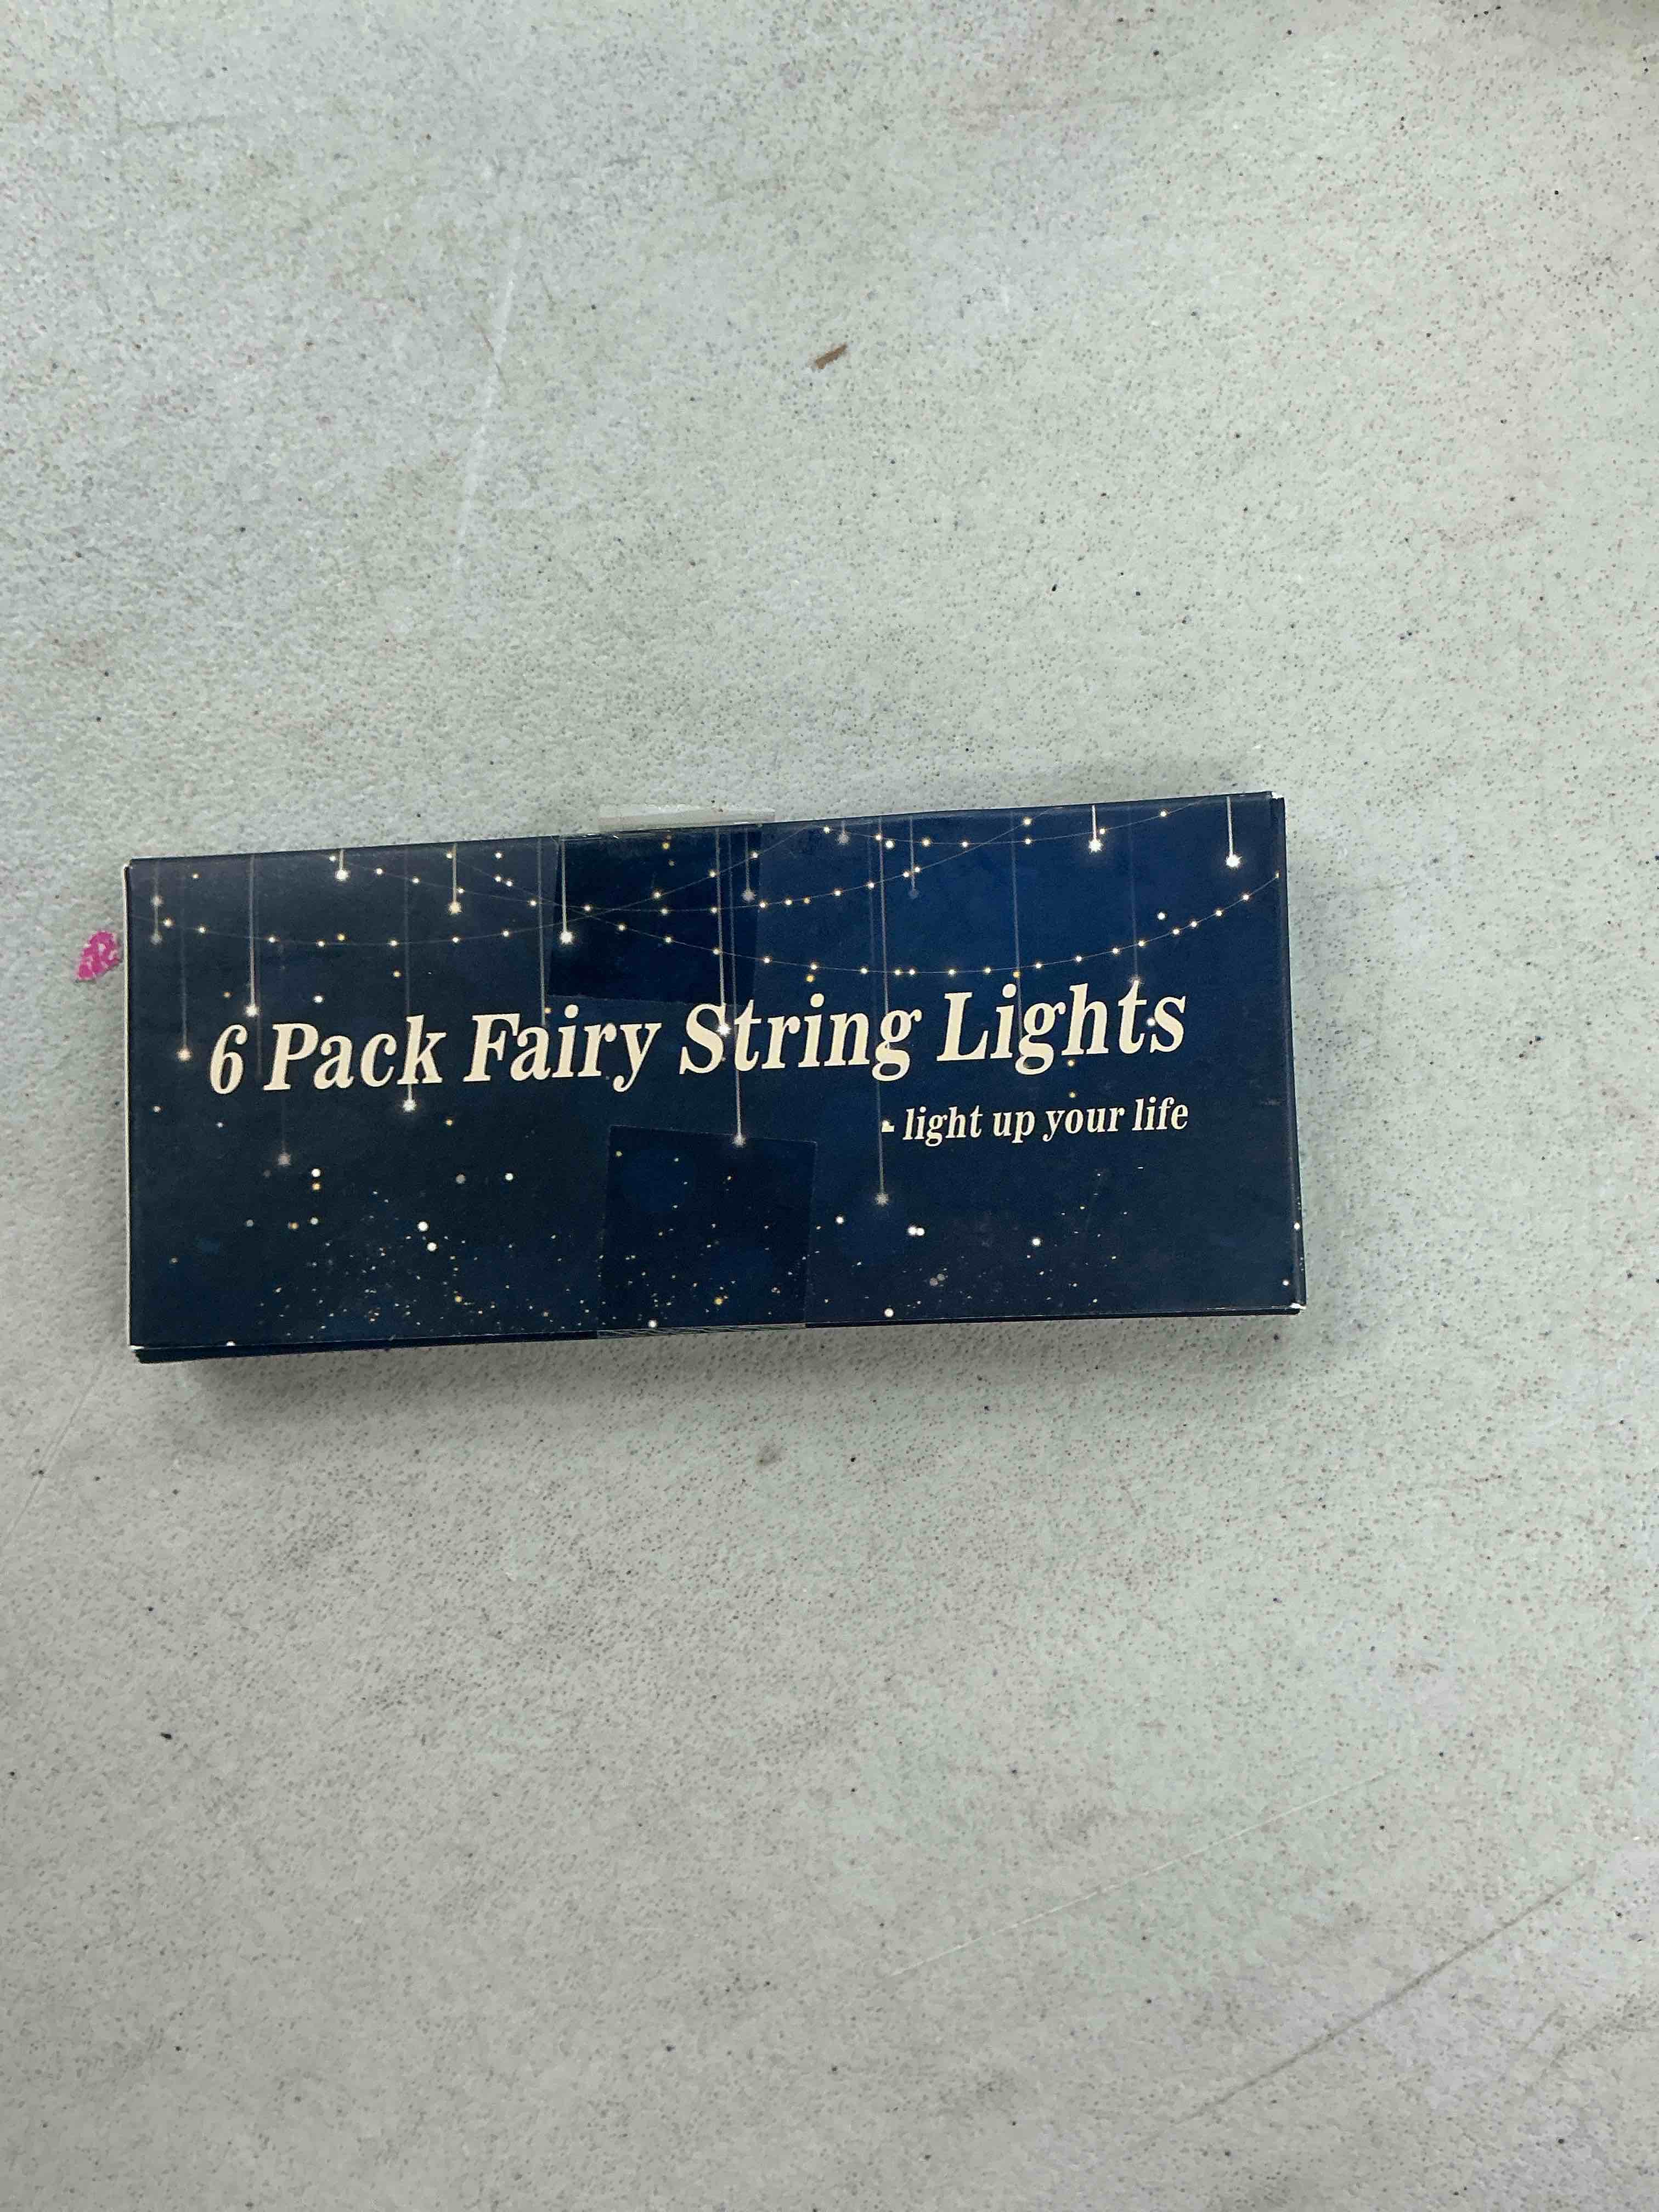 6 Pack Fairy String Lights
- light up your life